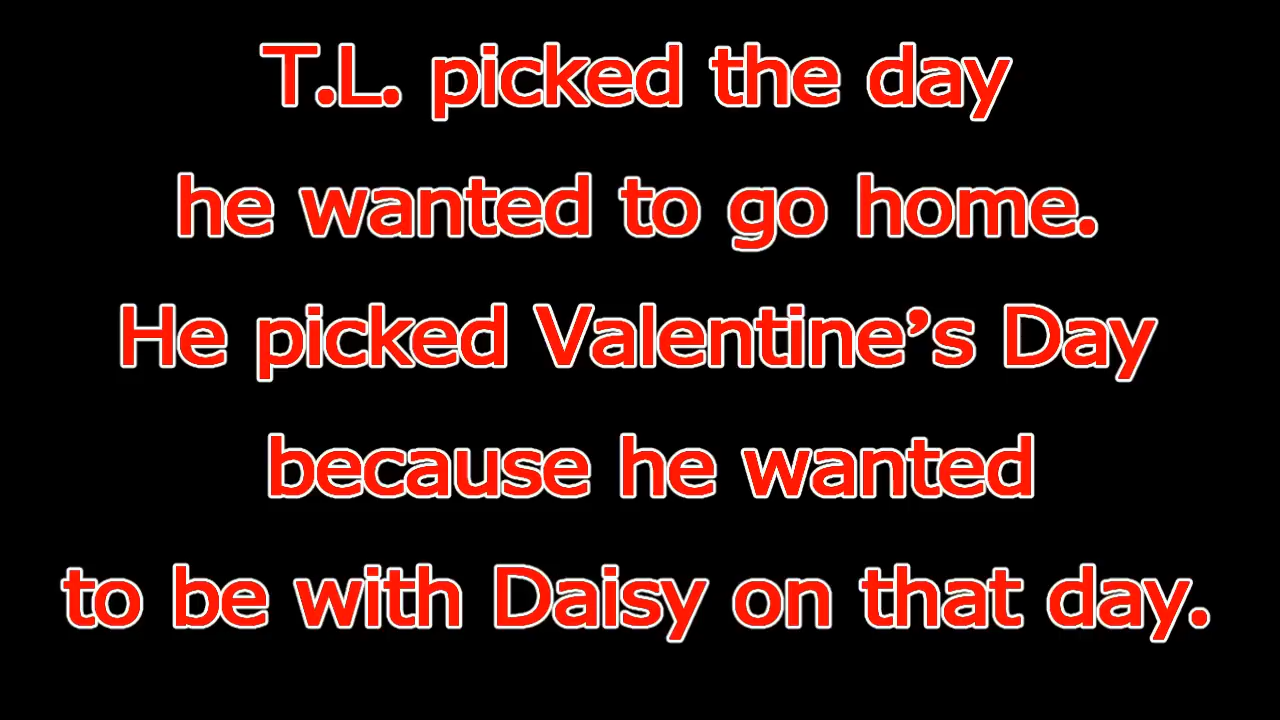 T.L. picked the day
he wanted to go home.
He picked Valentine’s Day
because he wanted
to be with Daisy on that day.